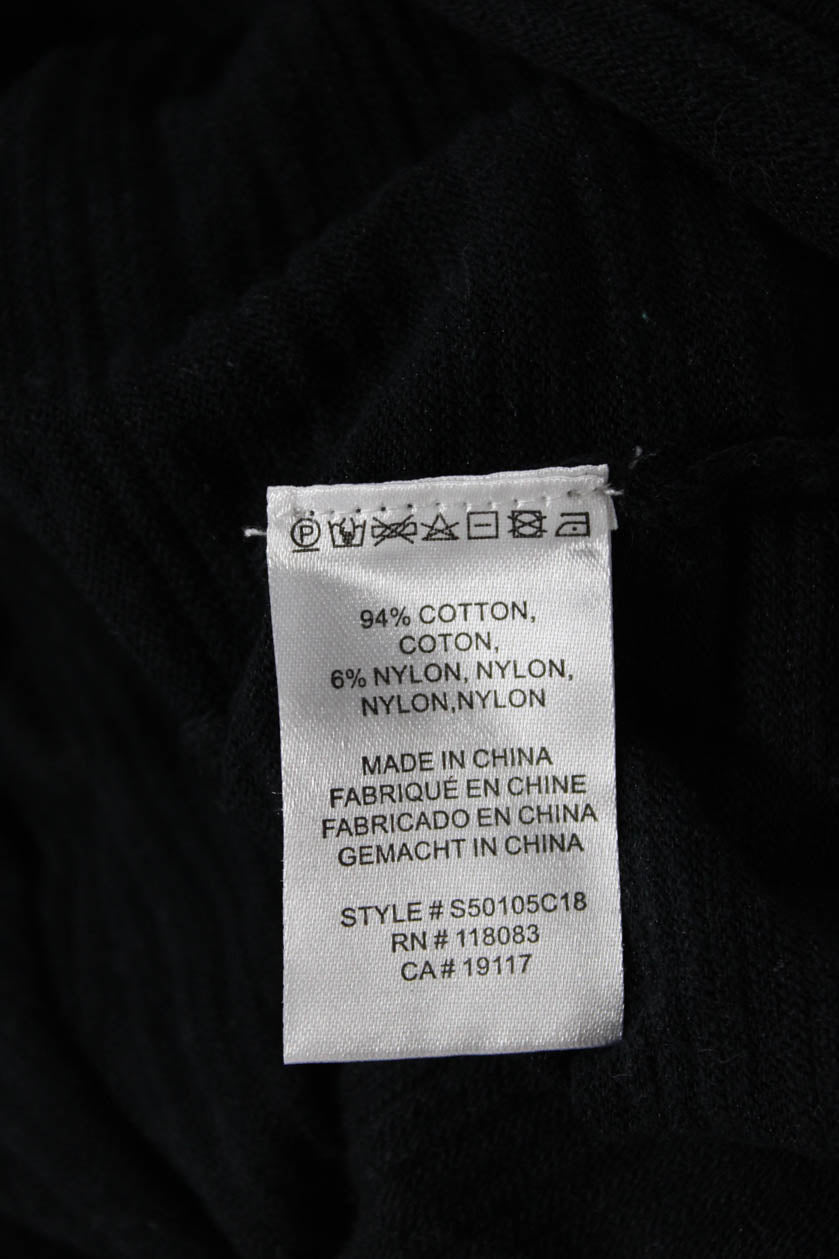 P
94% COTTON,
COTON,
6% NYLON, NYLON,
NYLON,NYLON
MADE IN CHINA
FABRIQUÉ EN CHINE
FABRICADO EN CHINA
GEMACHT IN CHINA
STYLE # S50105C18
RN # 118083
CA # 19117